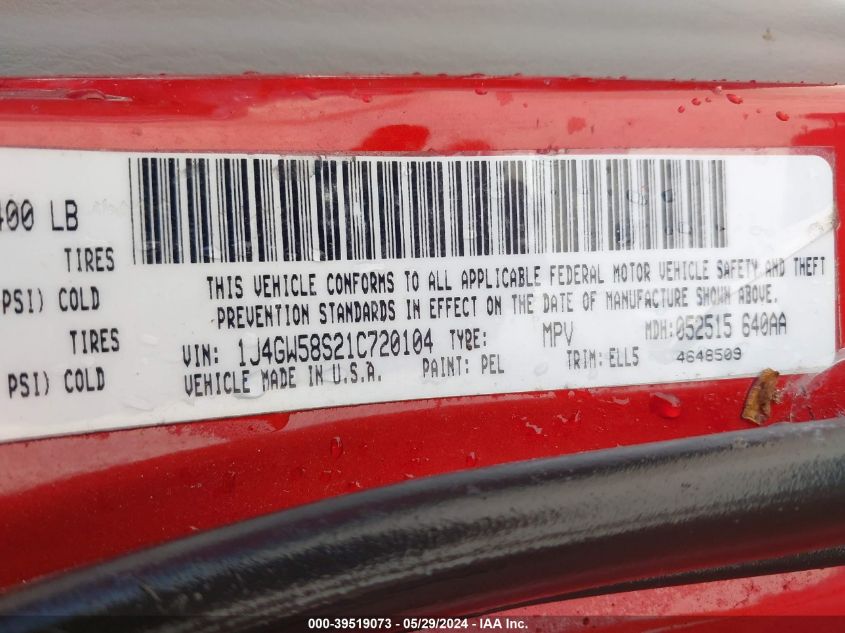 400 LB
TIRES
PSI) COLD
TIRES
PSI) COLD
THIS VEHICLE CONFORMS TO ALL APPLICABLE FEDERAL MOTOR VEHICLE SAFETY AND THEFT
PREVENTION STANDARDS IN EFFECT ON THE DATE OF MANUFACTURE SHOWN ABOVE.
VIN: 1J4GW58S21C720104 TYPE: MPV MDH:052515 640AA
VEHICLE MADE IN U.S.A. PAINT: PEL TRIM: ELL5 4648509
000-39519073 - 05/29/2024 - IAA Inc.